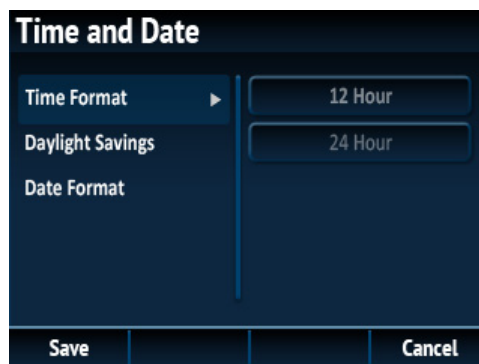 Time and Date
Time Format
12 Hour
Daylight Savings
24 Hour
Date Format
Save
Cancel